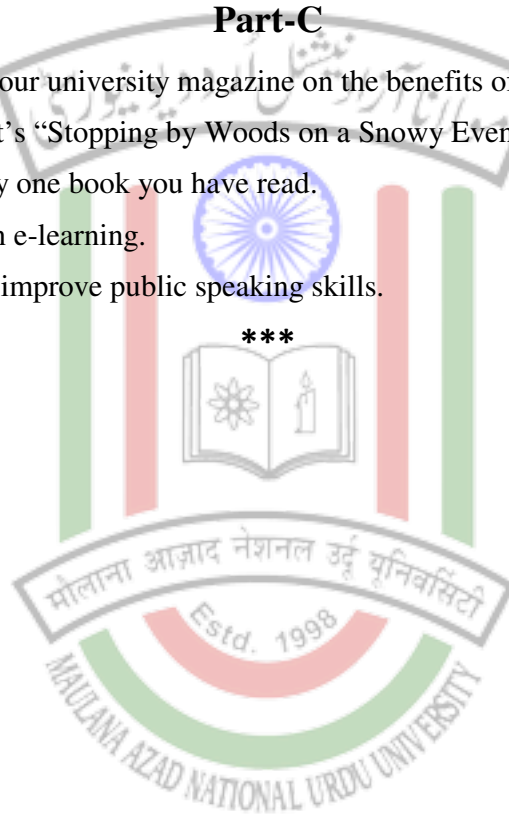 Part-C
our university magazine on the benefits of
t’s “Stopping by Woods on a Snowy Even
y one book you have read.
n e-learning.
improve public speaking skills.
***
मौलाना आज़ाद नेशनल उर्दू यूनिवर्सिटी
Estd. 1998
MAULANA AZAD NATIONAL URDU UNIVERSITY